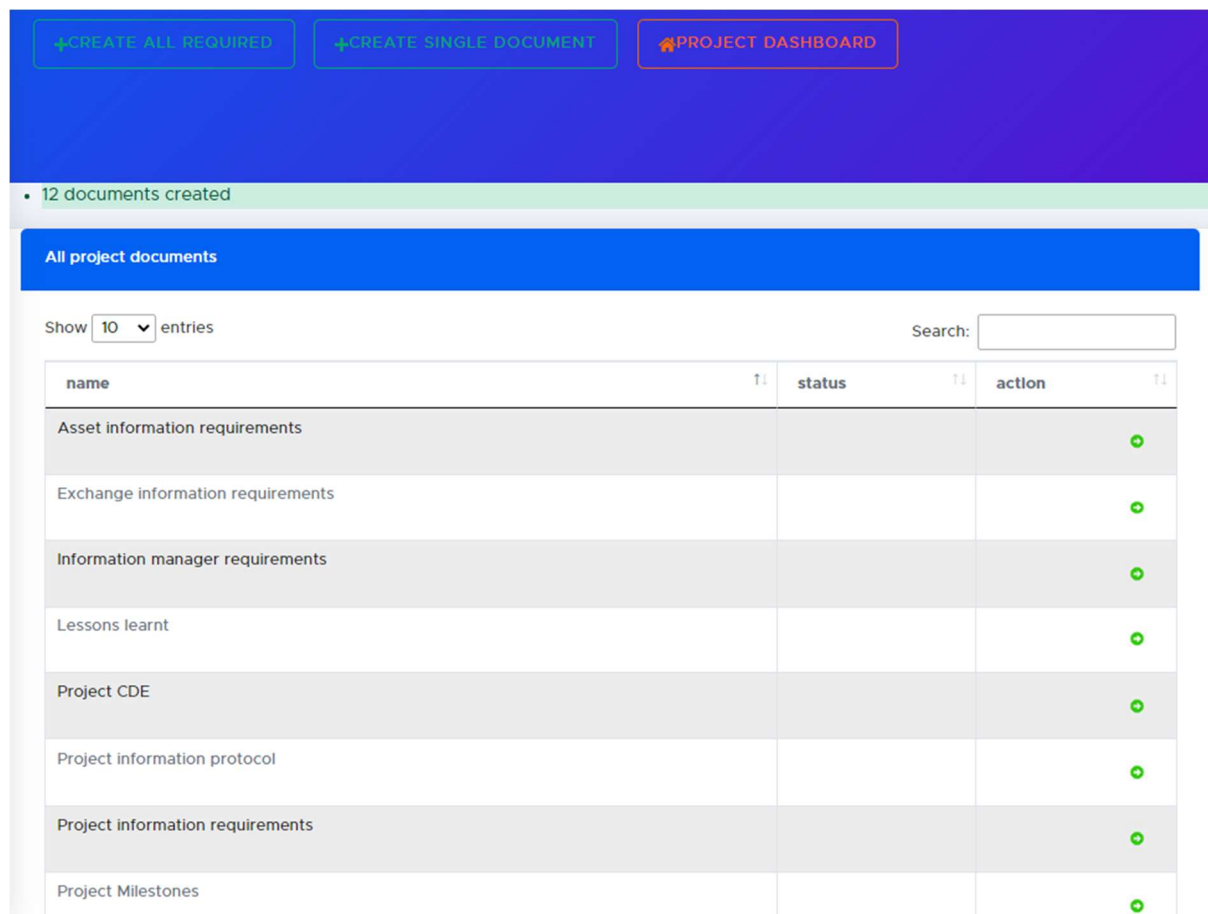 CREATE ALL REQUIRED
CREATE SINGLE DOCUMENT
PROJECT DASHBOARD
12 documents created
All project documents
Show 10 entries
Search:
name status action
Asset information requirements
Exchange information requirements
Information manager requirements
Lessons learnt
Project CDE
Project information protocol
Project information requirements
Project Milestones